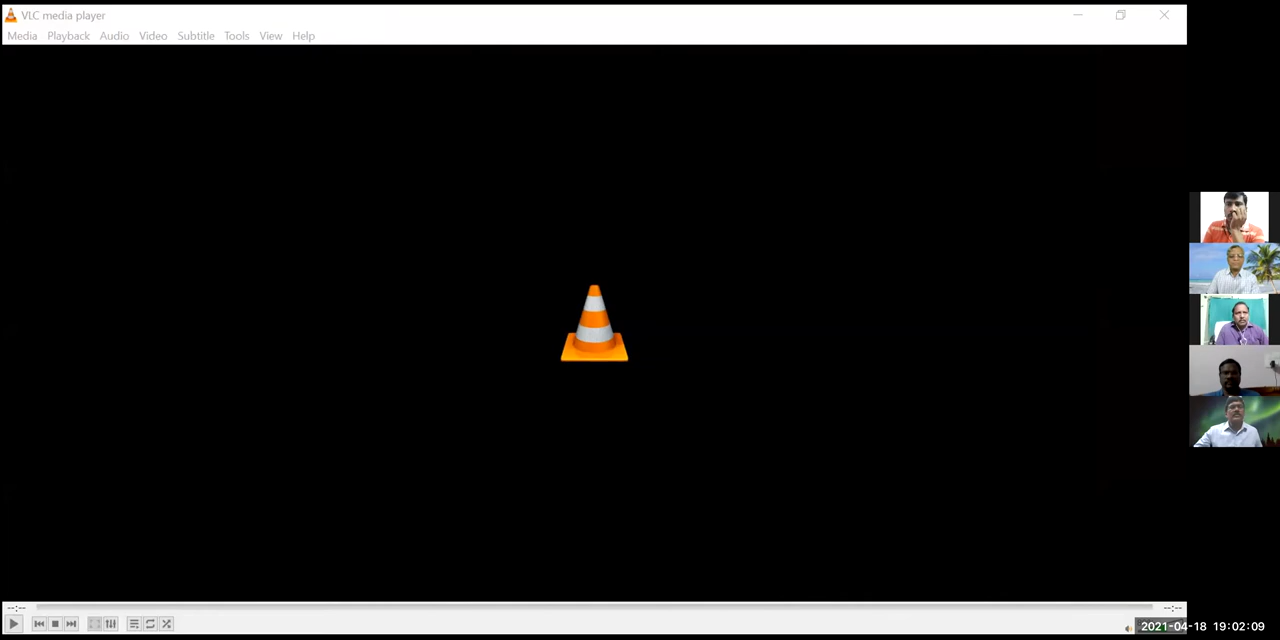 VLC media player
Media Playback Audio Video Subtitle Tools View Help
--:-- --:--
2021-04-18 19:02:09